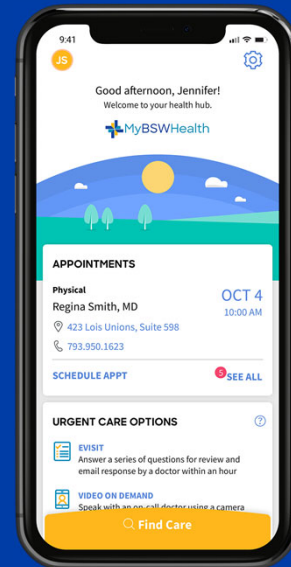 9:41
JS
Good afternoon, Jennifer!
Welcome to your health hub.
MyBSWHealth
APPOINTMENTS
Physical
Regina Smith, MD
423 Lois Unions, Suite 598
793.950.1623
OCT 4
10:00 AM
SCHEDULE APPT
5
SEE ALL
URGENT CARE OPTIONS
?
EVISIT
Answer a series of questions for review and
email response by a doctor within an hour
VIDEO ON DEMAND
Speak with an on-call doctor using a camera
Find Care